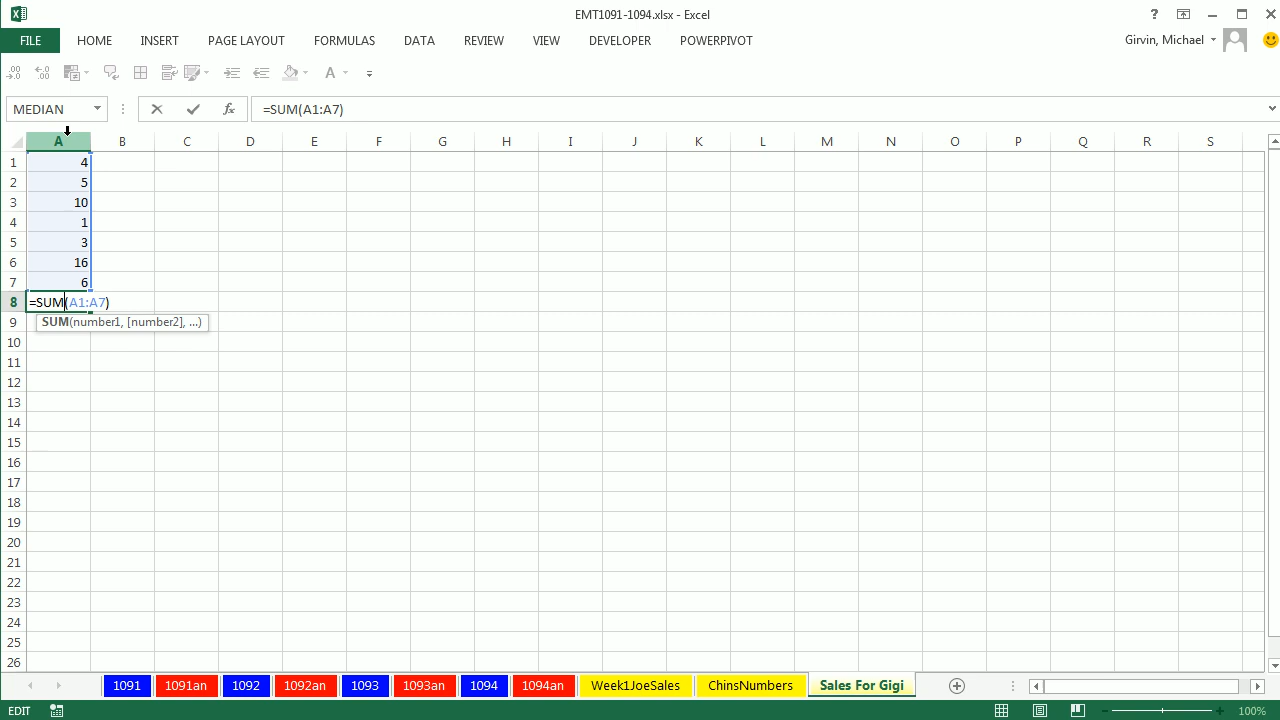 EMT1091-1094.xlsx - Excel
?
FILE HOME INSERT PAGE LAYOUT FORMULAS DATA REVIEW VIEW DEVELOPER POWERPIVOT
Girvin, Michael
A
MEDIAN
fx
=SUM(A1:A7)
A B C D E F G H I J K L M N O P Q R S
1 4
2 5
3 10
4 1
5 3
6 16
7 6
8 =SUM(A1:A7)
9 SUM(number1, [number2], ...)
10
11
12
13
14
15
16
17
18
19
20
21
22
23
24
25
26
1091 1091an 1092 1092an 1093 1093an 1094 1094an Week1JoeSales ChinsNumbers Sales For Gigi
EDIT 100%